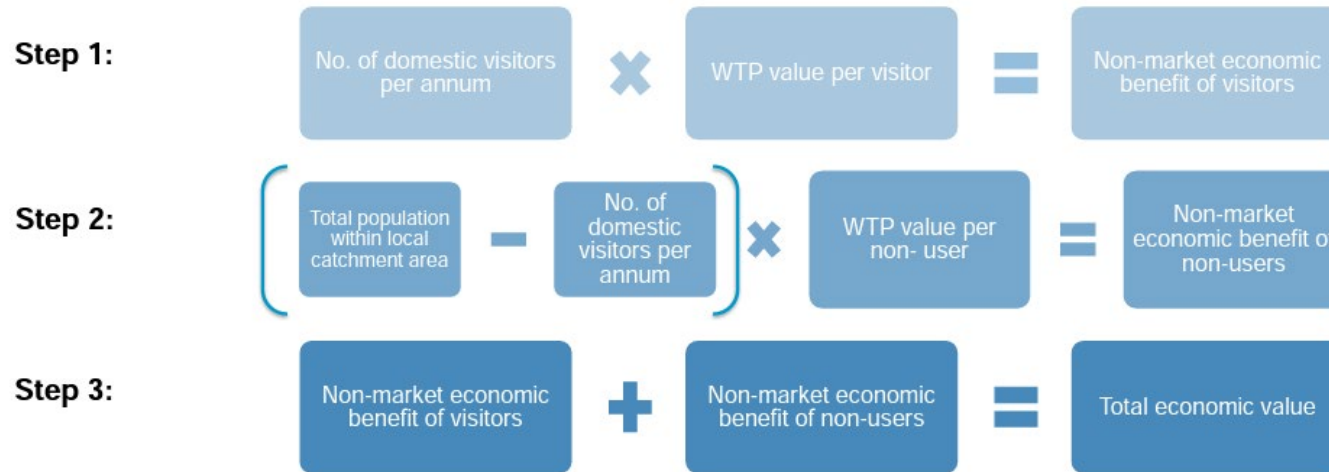 Step 1:
No. of domestic visitors
per annum
WTP value per visitor
Non-market economic
benefit of visitors
Step 2:
Total population
within local
catchment area
No. of
domestic
visitors per
annum
WTP value per
non- user
Non-market
economic benefit of
non-users
Step 3:
Non-market economic
benefit of visitors
Non-market economic
benefit of non-users
Total economic value